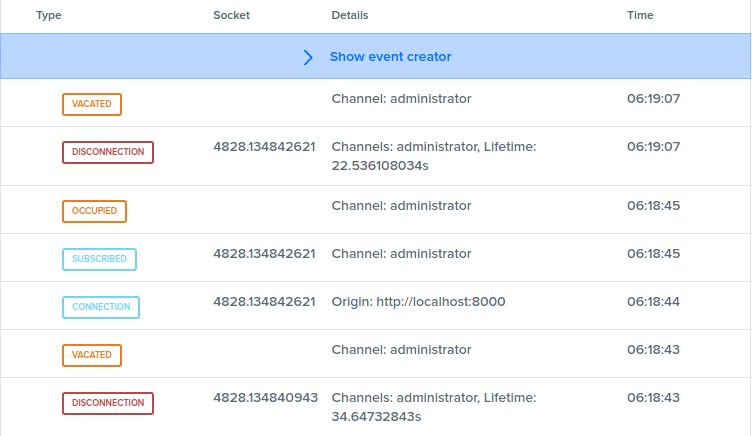 Type Socket Details Time
Show event creator
VACATED Channel: administrator 06:19:07
DISCONNECTION 4828.134842621 Channels: administrator, Lifetime: 06:19:07
22.536108034s
OCCUPIED Channel: administrator 06:18:45
SUBSCRIBED 4828.134842621 Channel: administrator 06:18:45
CONNECTION 4828.134842621 Origin: http://localhost:8000 06:18:44
VACATED Channel: administrator 06:18:43
DISCONNECTION 4828.134840943 Channels: administrator, Lifetime: 06:18:43
34.64732843s